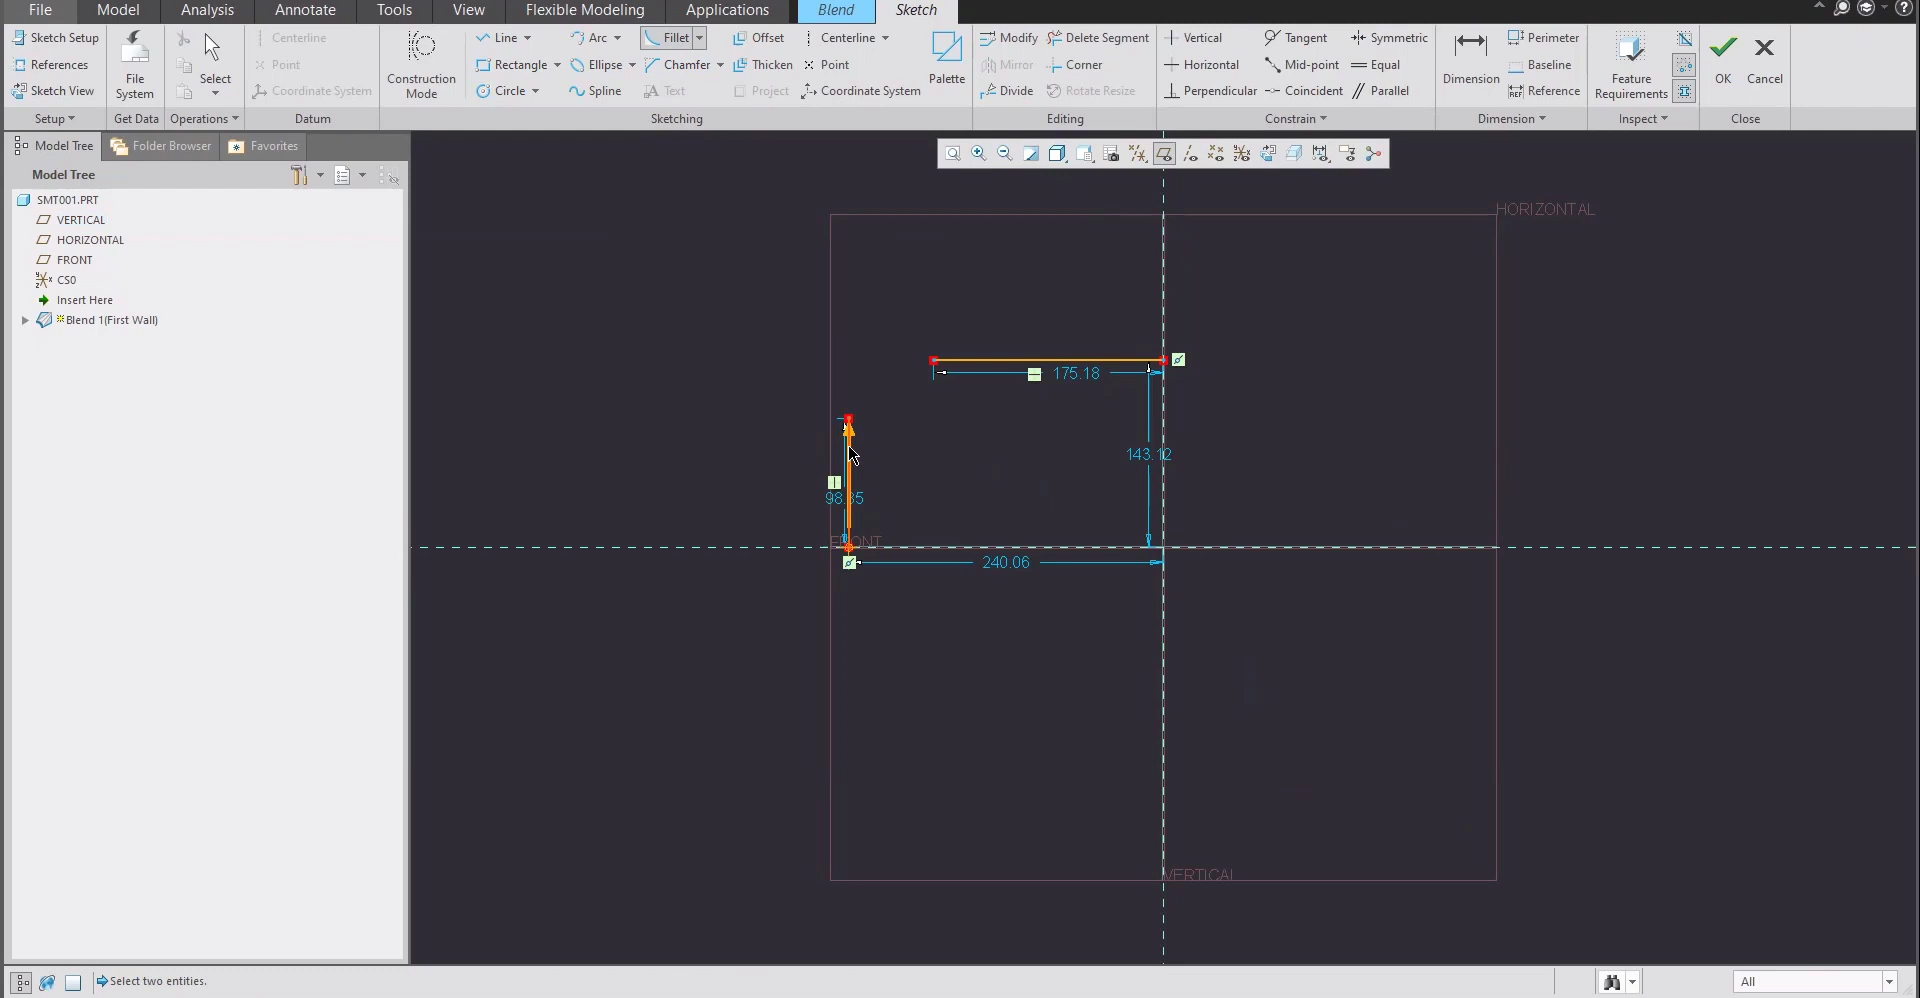 File Model Analysis Annotate Tools View Flexible Modeling Applications Blend Sketch
Sketch Setup
References
Sketch View
Setup
File System
Get Data
Select
Operations
Centerline
Point
Coordinate System
Datum
Construction Mode
Line Arc Fillet Offset Centerline
Rectangle Ellipse Chamfer Thicken Point
Circle Spline Text Project Coordinate System
Palette
Sketching
Modify Delete Segment
Mirror Corner
Divide Rotate Resize
Editing
Vertical Tangent Symmetric
Horizontal Mid-point Equal
Perpendicular Coincident Parallel
Constrain
Dimension
Perimeter
Baseline
Reference
Dimension
Feature Requirements
Inspect
OK Cancel
Close
Model Tree Folder Browser Favorites
Model Tree
SMT001.PRT
VERTICAL
HORIZONTAL
FRONT
CS0
Insert Here
Blend 1(First Wall)
HORIZONTAL
175.18
143.12
FRONT
240.06
VERTICAL
Select two entities.
All